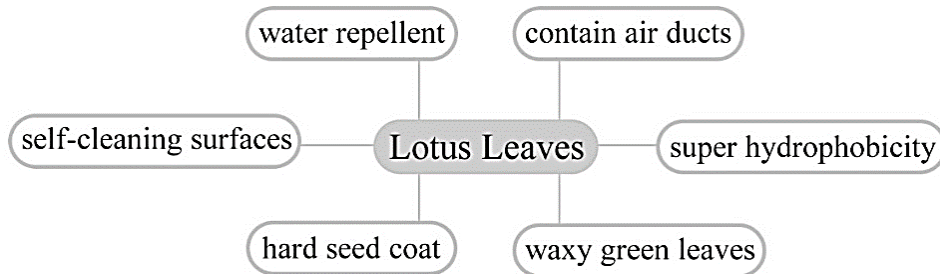 water repellent
contain air ducts
self-cleaning surfaces
Lotus Leaves
super hydrophobicity
hard seed coat
waxy green leaves